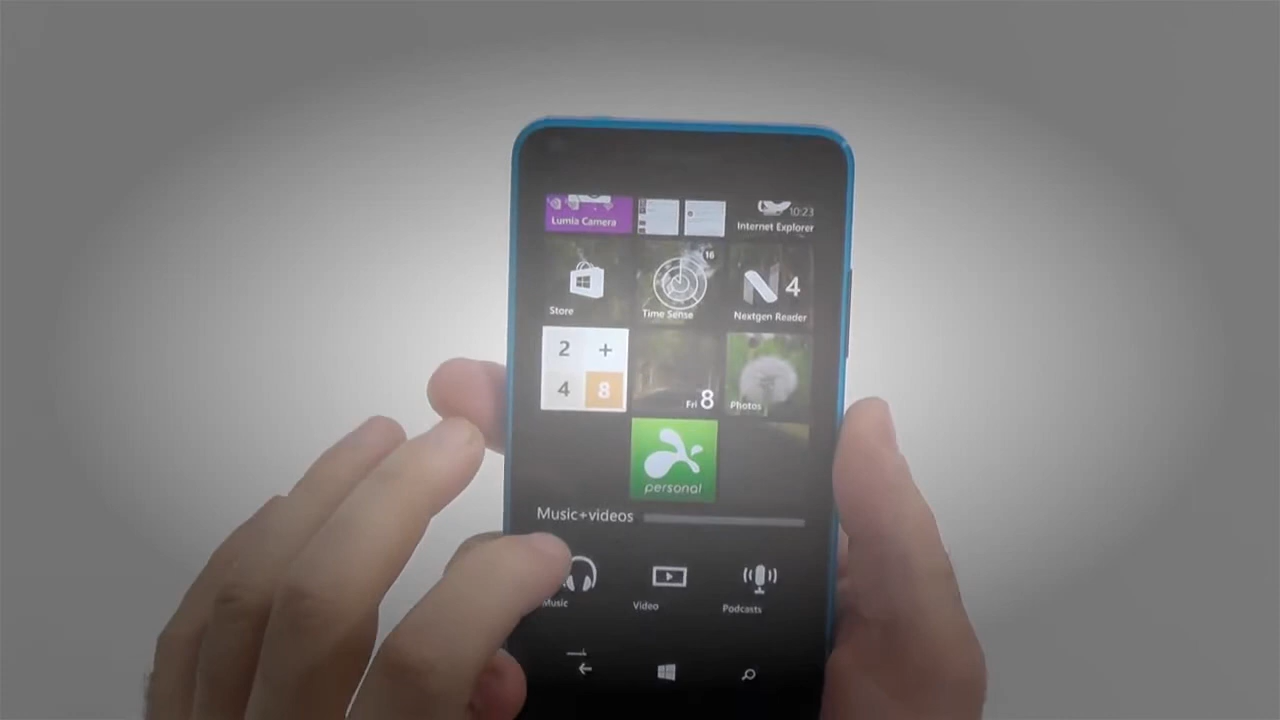 10:23
Lumia Camera
Internet Explorer
16
4
Store
Time Sense
Nextgen Reader
2 +
4 8
Fri 8
Photos
personal
Music+videos
Music
Video
Podcasts